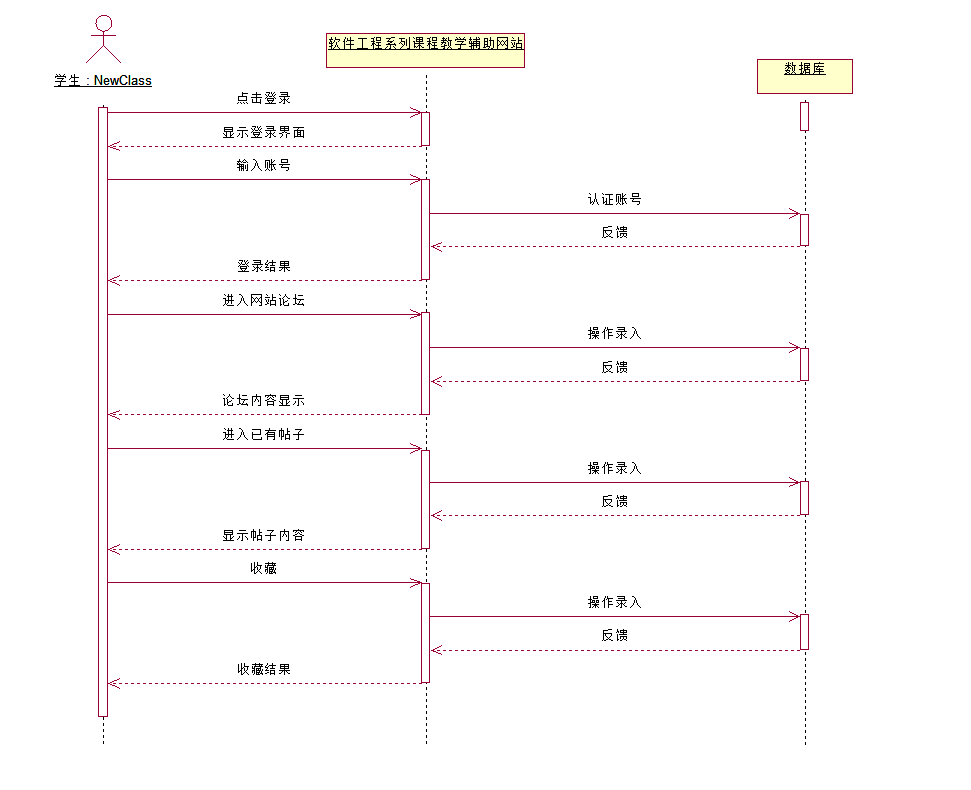 软件工程系列课程教学辅助网站
数据库
学生 : NewClass
点击登录
显示登录界面
输入账号
认证账号
反馈
登录结果
进入网站论坛
操作录入
反馈
论坛内容显示
进入已有帖子
操作录入
反馈
显示帖子内容
收藏
操作录入
反馈
收藏结果